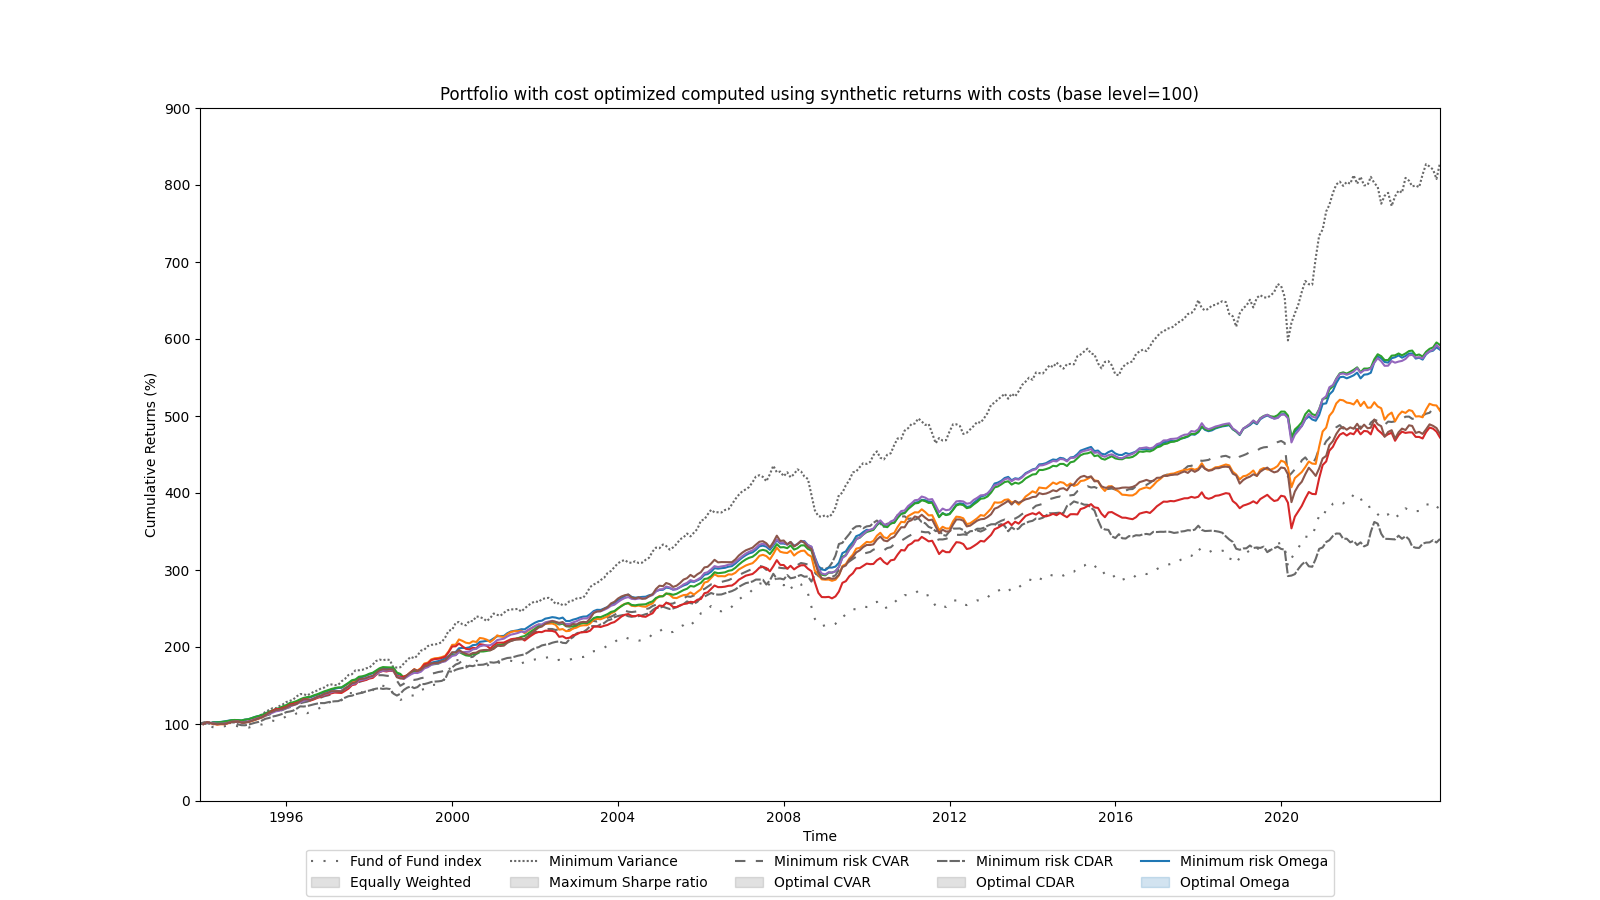 Portfolio with cost optimized computed using synthetic returns with costs (base level=100)
900
800
700
600
500
400
300
200
100
0
Cumulative Returns (%)
1996 2000 2004 2008 2012 2016 2020
Time
Fund of Fund index Minimum Variance Minimum risk CVAR Minimum risk CDAR Minimum risk Omega
Equally Weighted Maximum Sharpe ratio Optimal CVAR Optimal CDAR Optimal Omega